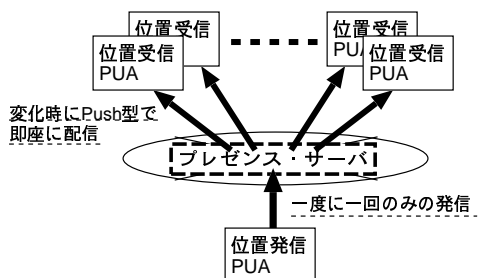 位置受信
位置受信
PUA
位置受信
PUA
位置受信
PUA
変化時にPush型で
即座に配信
プレゼンス・サーバ
一度に一回のみの発信
位置発信
PUA